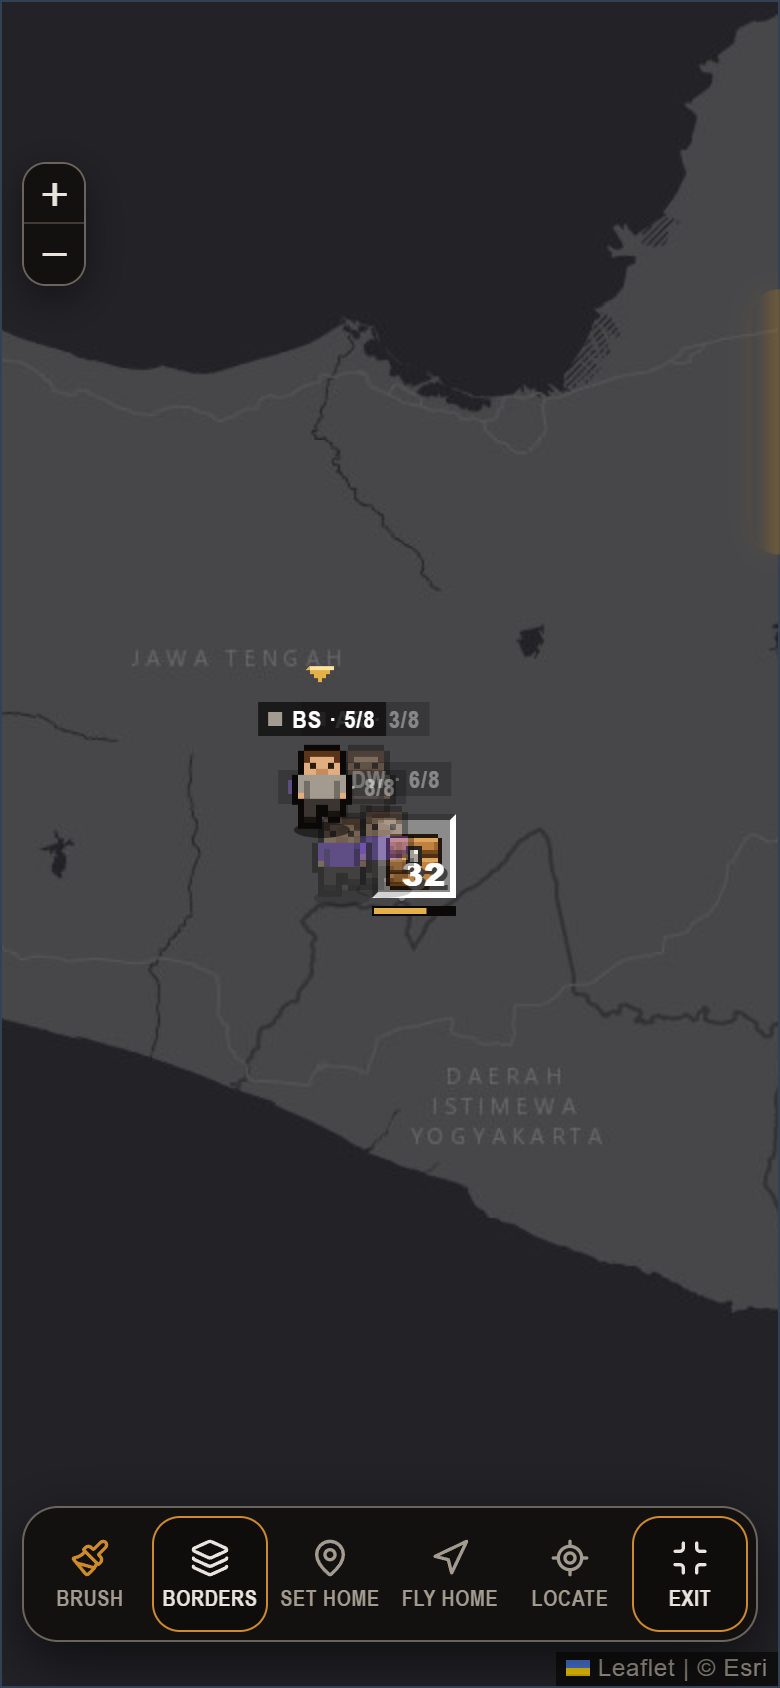 +
−
JAWA TENGAH
BS · 5/8
3/8
DW · 6/8
8/8
32
DAERAH
ISTIMEWA
YOGYAKARTA
BRUSH
BORDERS
SET HOME
FLY HOME
LOCATE
EXIT
Leaflet | © Esri